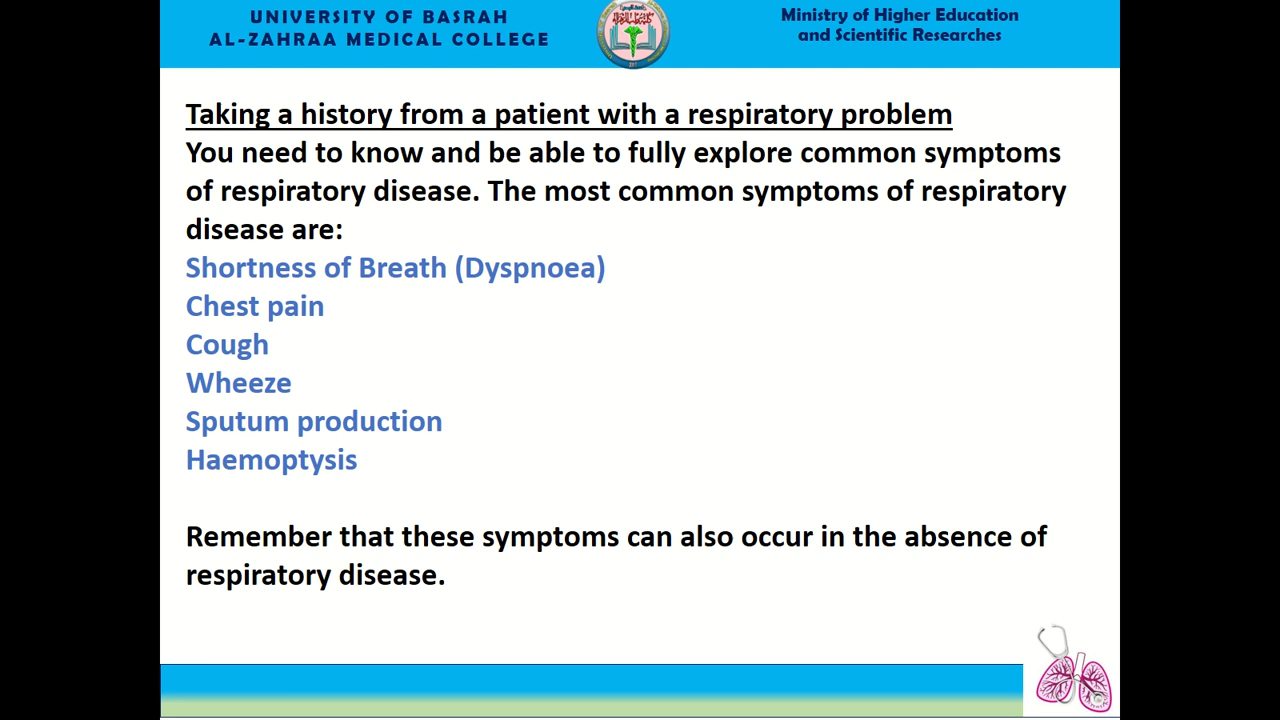 UNIVERSITY OF BASRAH
AL-ZAHRAA MEDICAL COLLEGE
Ministry of Higher Education
and Scientific Researches
Taking a history from a patient with a respiratory problem
You need to know and be able to fully explore common symptoms
of respiratory disease. The most common symptoms of respiratory
disease are:
Shortness of Breath (Dyspnoea)
Chest pain
Cough
Wheeze
Sputum production
Haemoptysis
Remember that these symptoms can also occur in the absence of
respiratory disease.